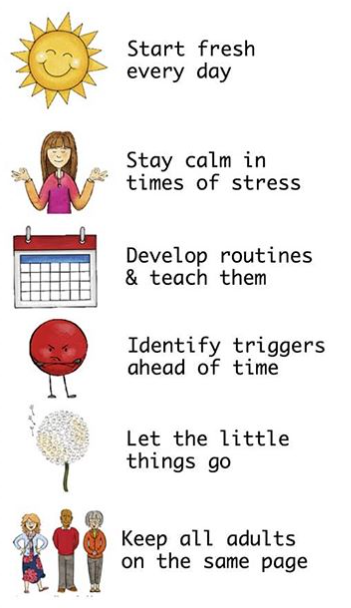 Start fresh
every day
Stay calm in
times of stress
Develop routines
& teach them
Identify triggers
ahead of time
Let the little
things go
Keep all adults
on the same page